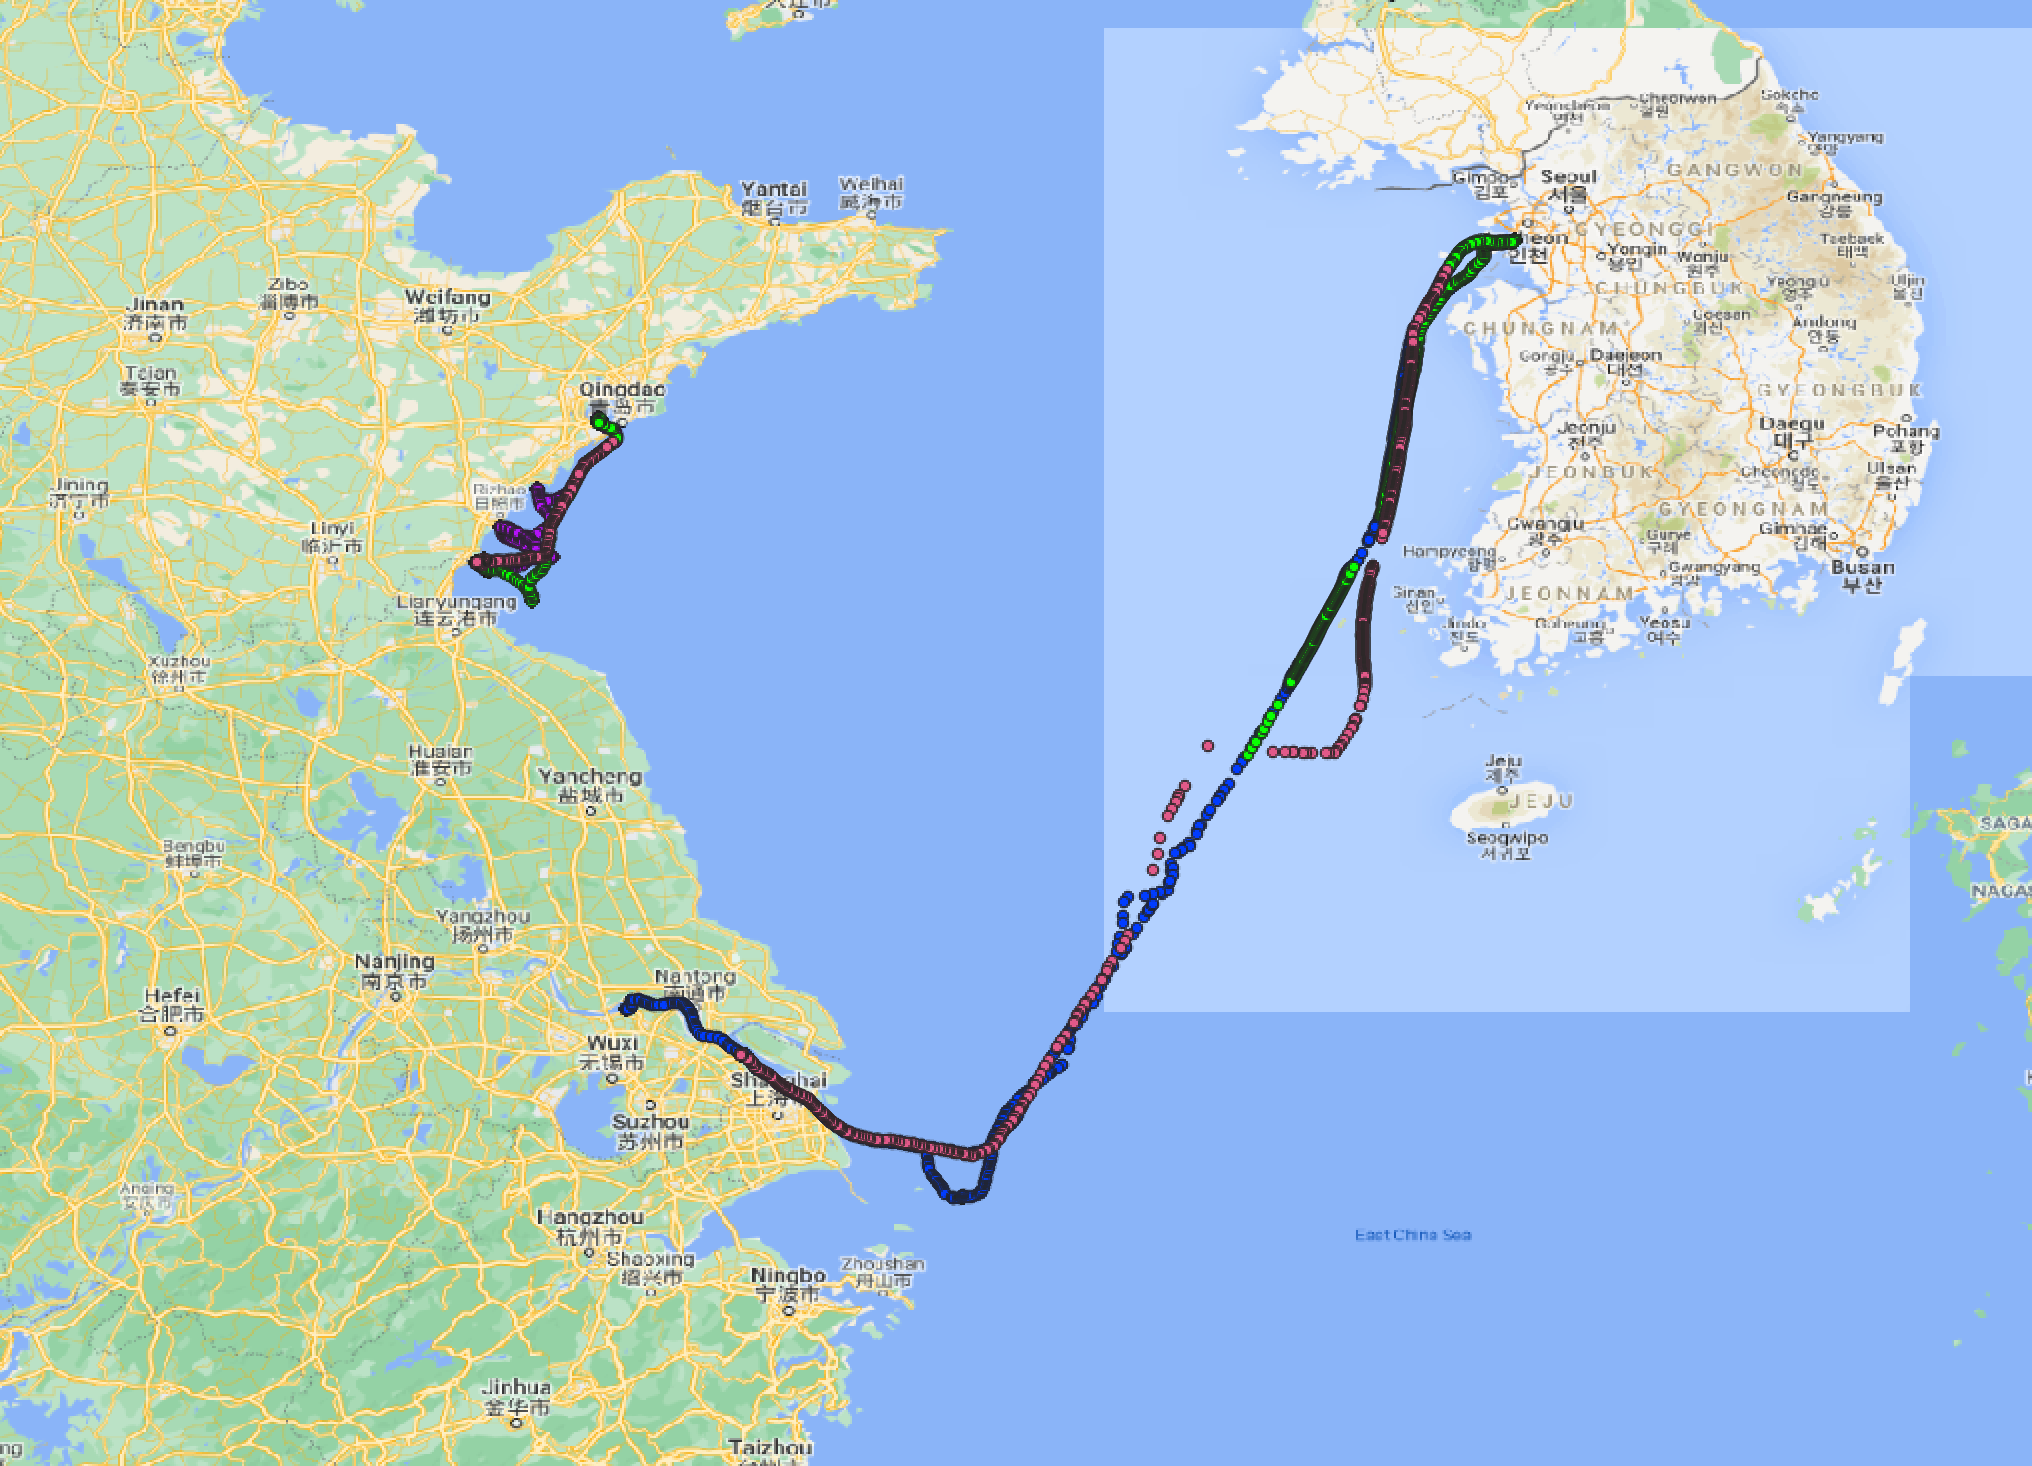 Yeoncheon
연천
Cheorwon
철원
Sokcho
속초
Yangyang
양양
GANGWON
Yantai
烟台市
Weihai
威海市
Gimpo
김포
Seoul
서울
Gangneung
강릉
GYEONGGI
heon
인천
Yongin
용인
Wonju
원주
Taebaek
태백
Zibo
淄博市
Weifang
潍坊市
Jinan
济南市
CHUNGBUK
Yeongju
영주
Uljin
울진
CHUNGNAM
Goesan
괴산
Andong
안동
Gongju
공주
Daejeon
대전
Taian
泰安市
Qingdao
青岛市
GYEONGBUK
Jeonju
전주
Daegu
대구
Pohang
포항
JEONBUK
Ulsan
울산
Jining
济宁市
Rizhao
日照市
Linyi
临沂市
GYEONGNAM
Gwangju
광주
Gurye
구례
Gimhae
김해
Hampyeong
함평
Gwangyang
광양
Busan
부산
Sinan
신안
JEONNAM
Lianyungang
连云港市
Jindo
진도
Goheung
고흥
Yeosu
여수
Xuzhou
徐州市
Huaian
淮安市
Yancheng
盐城市
Jeju
제주
JEJU
Seogwipo
서귀포
SAGA
Bengbu
蚌埠市
NAGAS
Yangzhou
扬州市
Nanjing
南京市
Nantong
南通市
Hefei
合肥市
Wuxi
无锡市
Shanghai
上海市
Suzhou
苏州市
Anqing
安庆市
Hangzhou
杭州市
East China Sea
Shaoxing
绍兴市
Ningbo
宁波市
Zhoushan
舟山市
Jinhua
金华市
ng
Taizhou